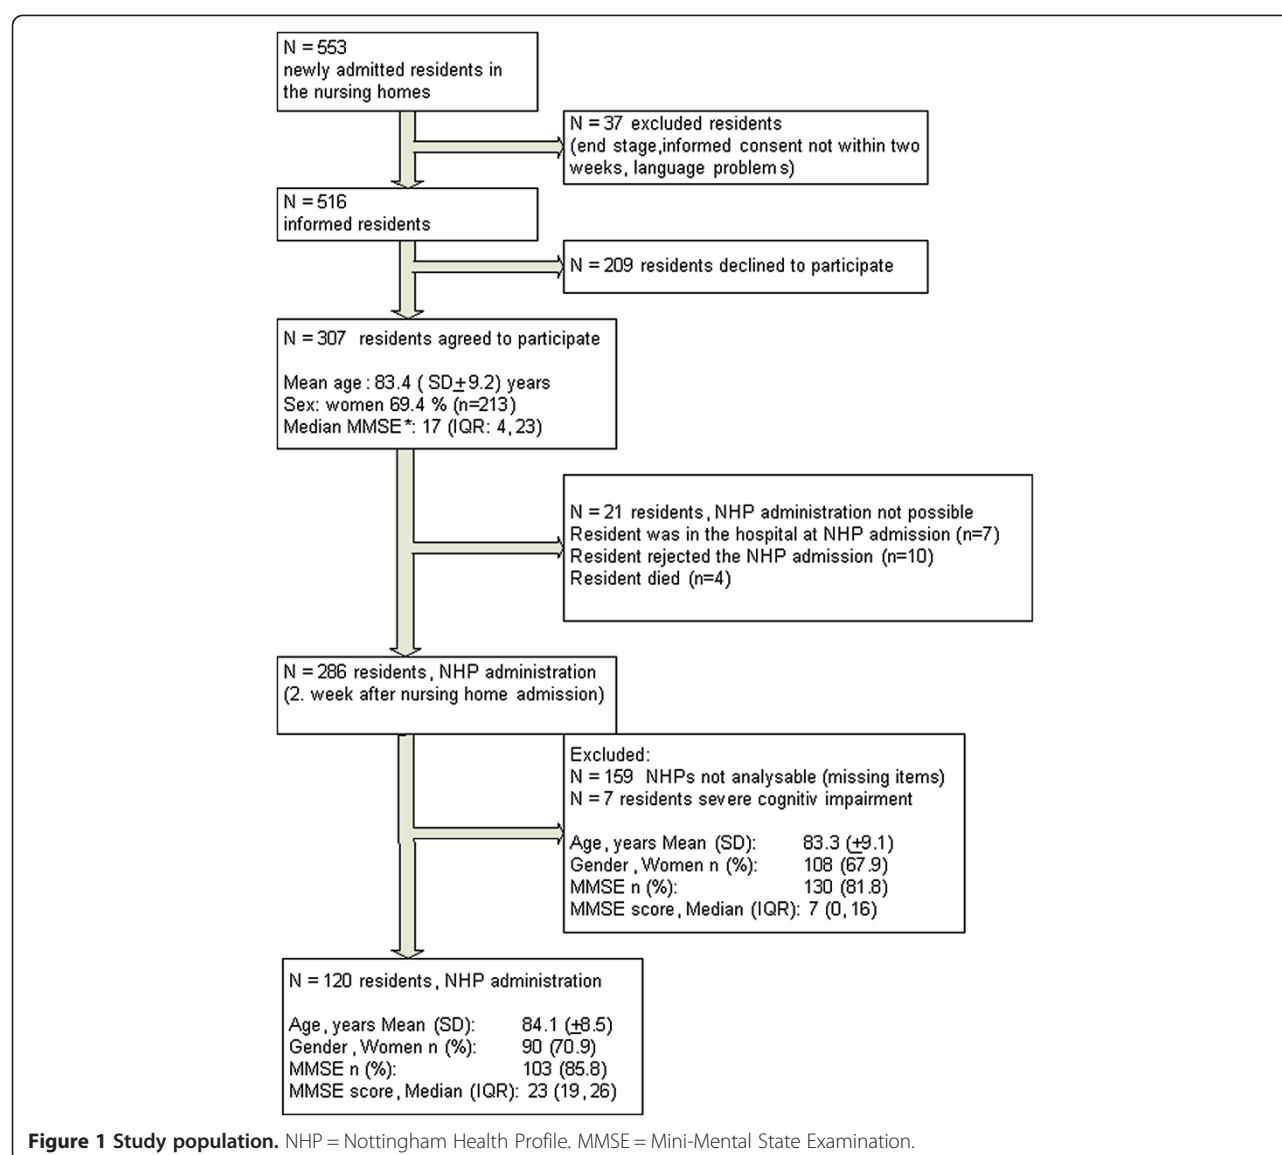 N = 553
newly admitted residents in
the nursing homes
N = 37 excluded residents
(end stage,informed consent not within two
weeks, language problems)
N = 516
informed residents
N = 209 residents declined to participate
N = 307 residents agreed to participate
Mean age : 83.4 ( SD±9.2) years
Sex: women 69.4 % (n=213)
Median MMSE*: 17 (IQR: 4, 23)
N = 21 residents, NHP administration not possible
Resident was in the hospital at NHP admission (n=7)
Resident rejected the NHP admission (n=10)
Resident died (n=4)
N = 286 residents, NHP administration
(2. week after nursing home admission)
Excluded:
N = 159 NHPs not analysable (missing items)
N = 7 residents severe cognitiv impairment
Age, years Mean (SD): 83.3 (±9.1)
Gender, Women n (%): 108 (67.9)
MMSE n (%): 130 (81.8)
MMSE score, Median (IQR): 7 (0, 16)
N = 120 residents, NHP administration
Age, years Mean (SD): 84.1 (±8.5)
Gender, Women n (%): 90 (70.9)
MMSE n (%): 103 (85.8)
MMSE score, Median (IQR): 23 (19, 26)
Figure 1 Study population. NHP = Nottingham Health Profile. MMSE = Mini-Mental State Examination.